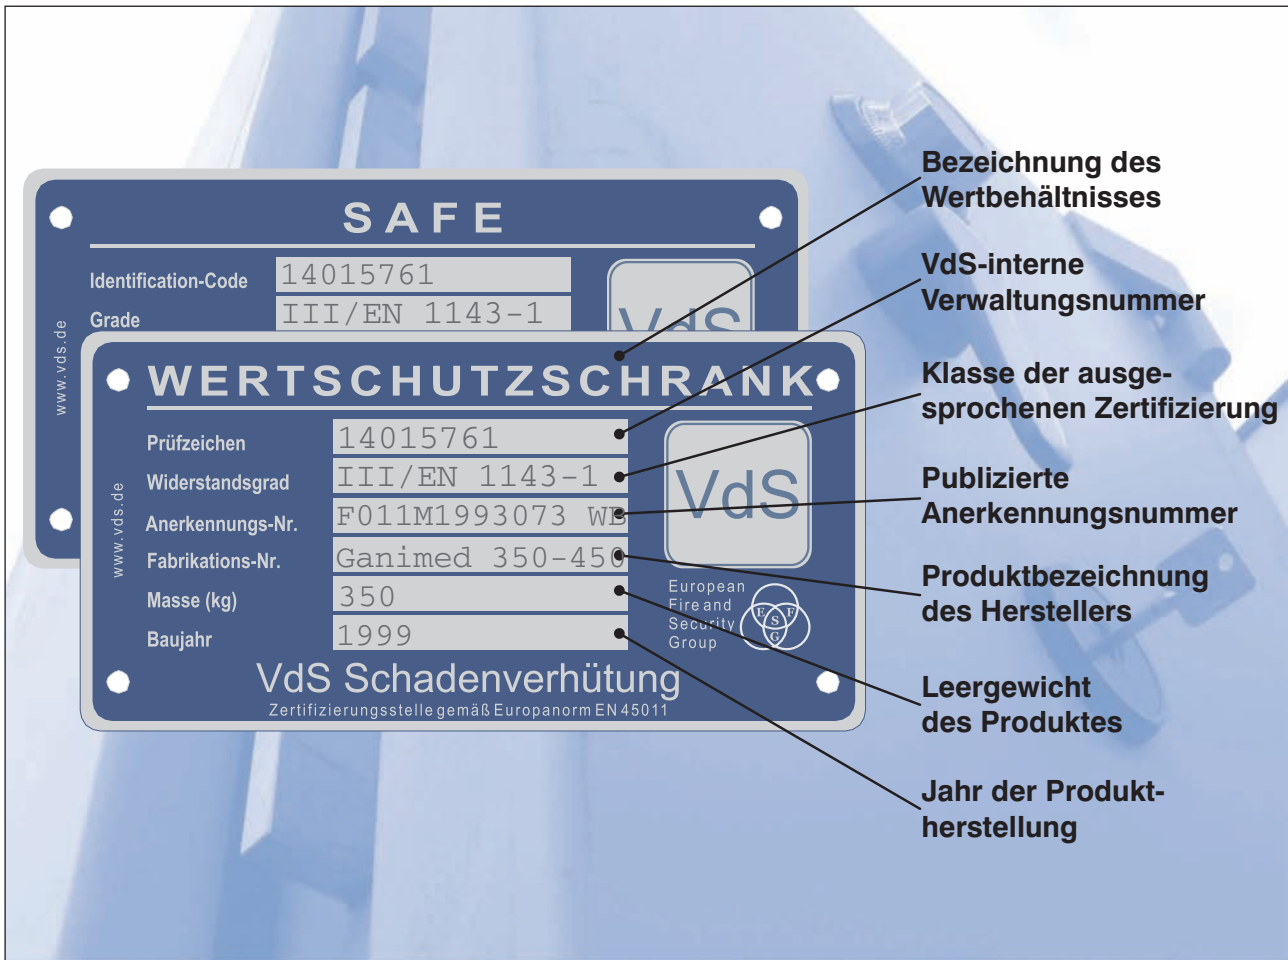 SAFE
Identification-Code 14015761
Grade III/EN 1143-1
VdS
www.vds.de
WERTSCHUTZSCHRANK
Prüfzeichen 14015761
Widerstandsgrad III/EN 1143-1
Anerkennungs-Nr. F011M1993073 WB
Fabrikations-Nr. Ganimed 350-450
Masse (kg) 350
Baujahr 1999
www.vds.de
VdS
European
Fire and
Security
Group
E F
S
G
VdS Schadenverhütung
Zertifizierungsstelle gemäß Europanorm EN 45011
Bezeichnung des
Wertbehältnisses
VdS-interne
Verwaltungsnummer
Klasse der ausge-
sprochenen Zertifizierung
Publizierte
Anerkennungsnummer
Produktbezeichnung
des Herstellers
Leergewicht
des Produktes
Jahr der Produkt-
herstellung